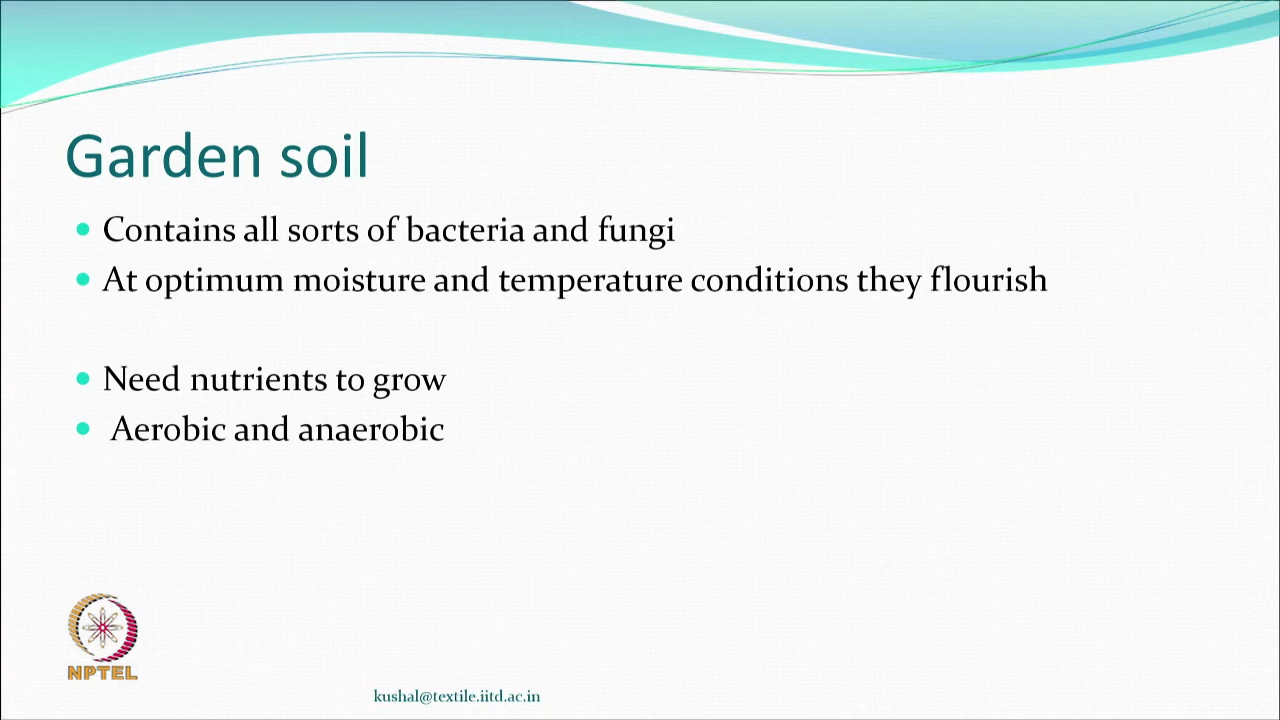 Garden soil
Contains all sorts of bacteria and fungi
At optimum moisture and temperature conditions they flourish
Need nutrients to grow
Aerobic and anaerobic
NPTEL
kushal@textile.iitd.ac.in